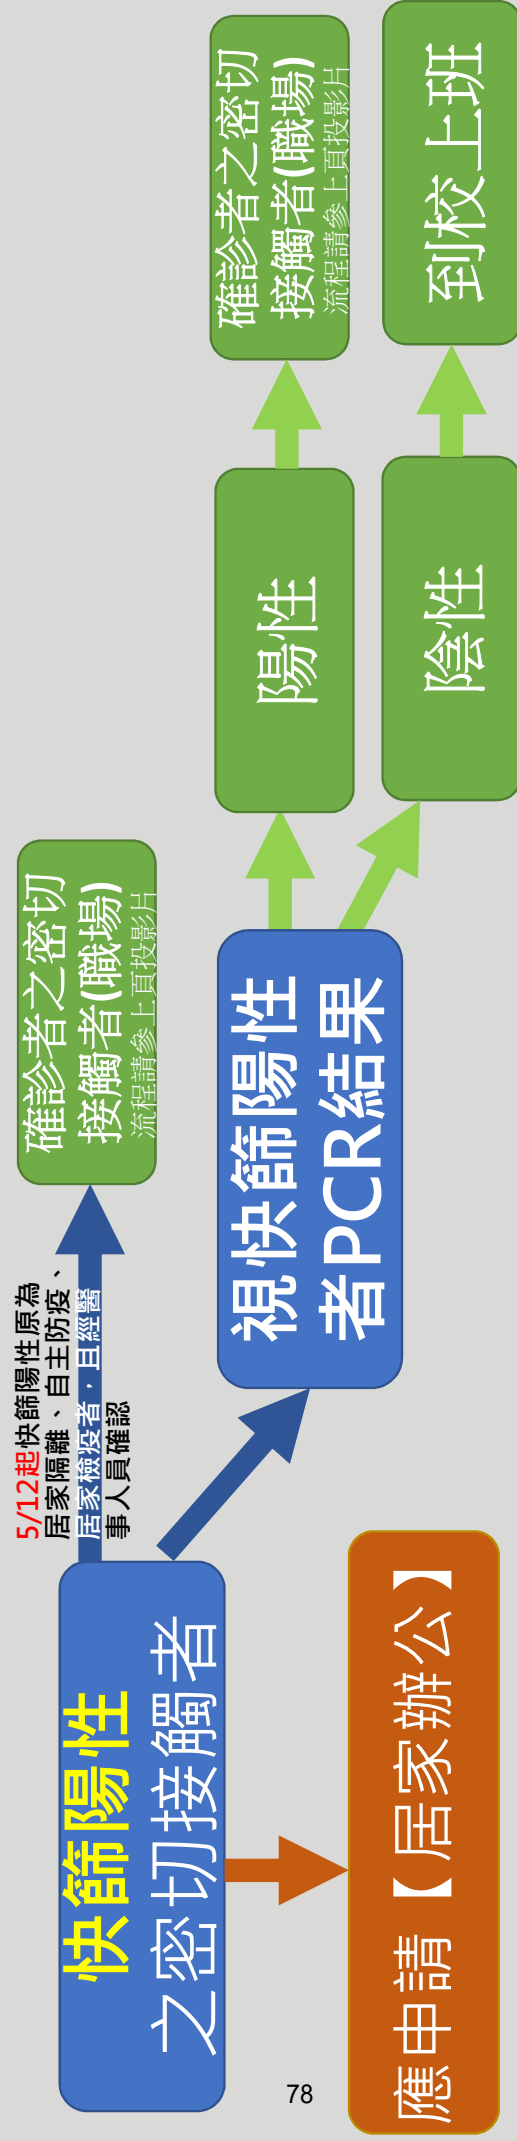 快篩陽性
之密切接觸者
5/12起快篩陽性原為
居家隔離、自主防疫、
居家檢疫者，且經醫
事人員確認
確診者之密切
接觸者(職場)
流程請參上頁投影片
視快篩陽性
者PCR結果
陽性
確診者之密切
接觸者(職場)
流程請參上頁投影片
陰性
到校上班
應申請【居家辦公】
78